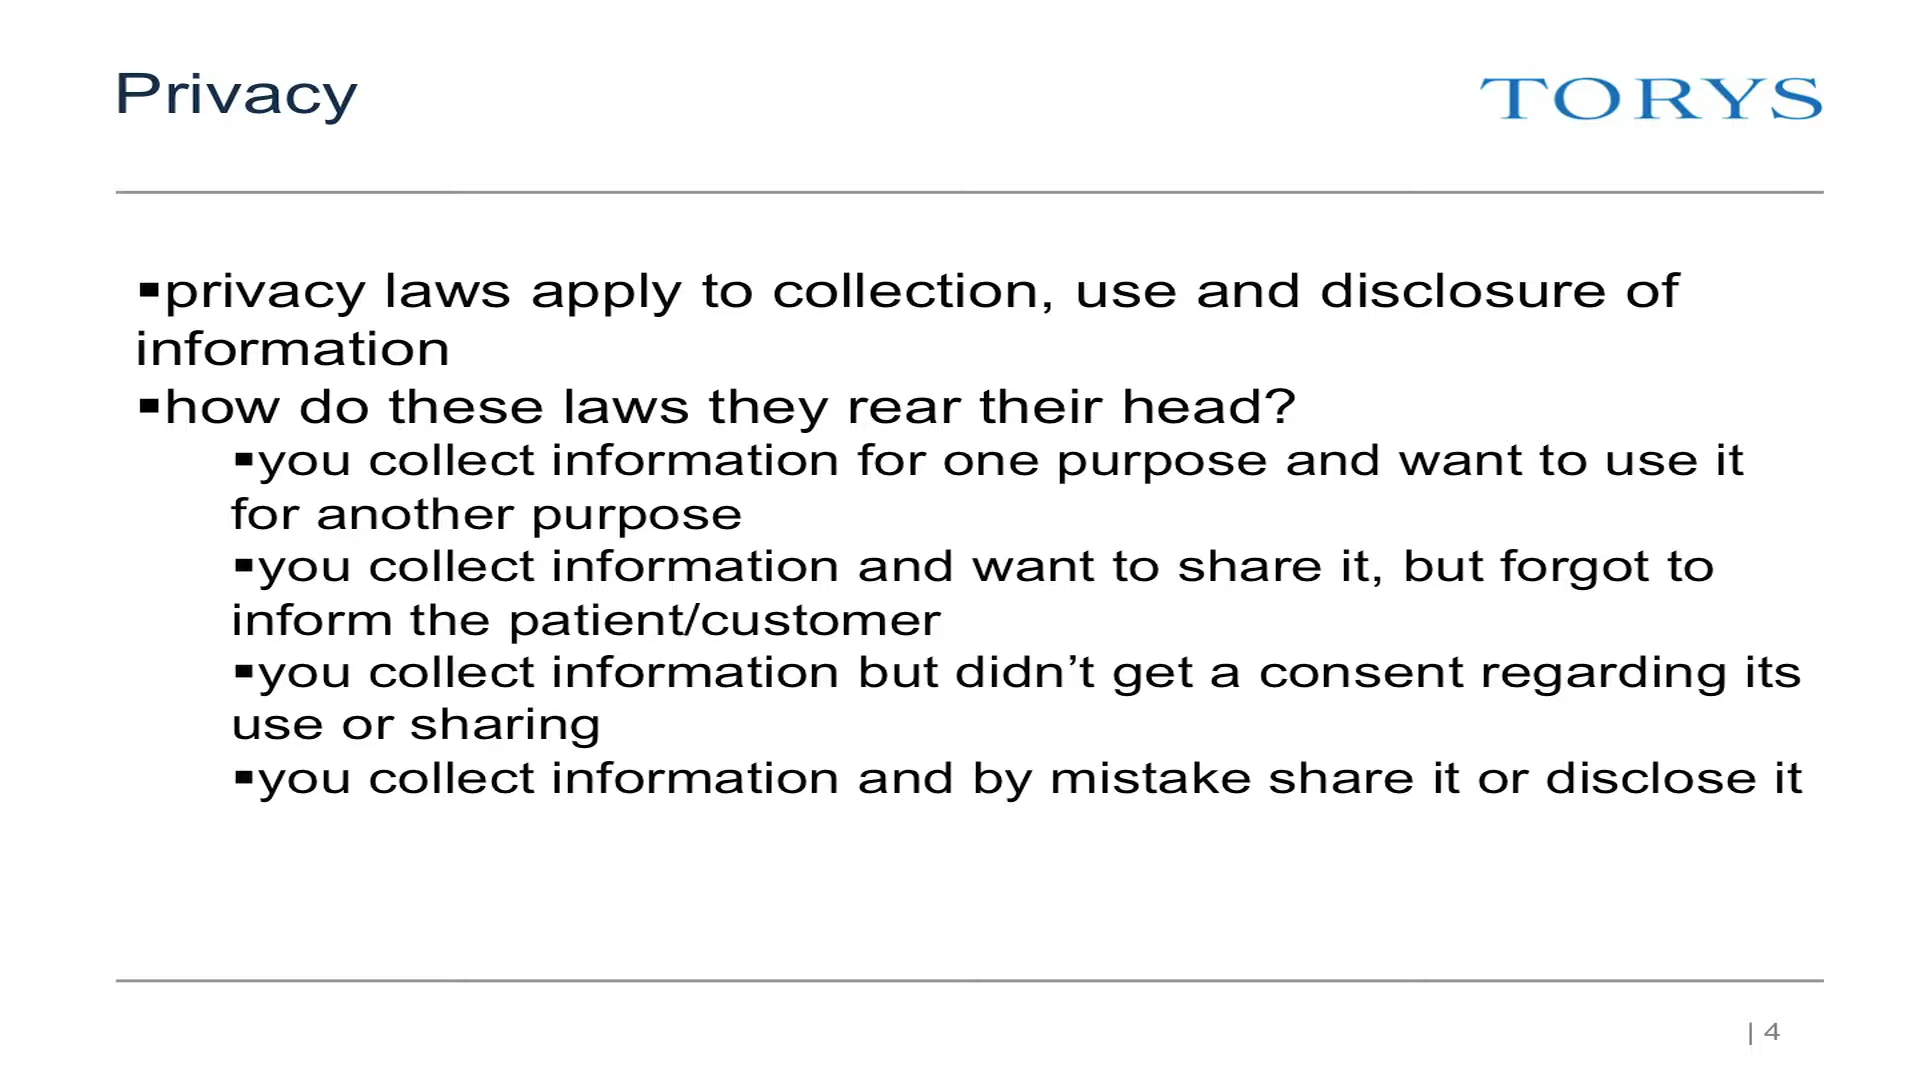 Privacy
TORYS
▪privacy laws apply to collection, use and disclosure of
information
▪how do these laws they rear their head?
▪you collect information for one purpose and want to use it
for another purpose
▪you collect information and want to share it, but forgot to
inform the patient/customer
▪you collect information but didn’t get a consent regarding its
use or sharing
▪you collect information and by mistake share it or disclose it
| 4